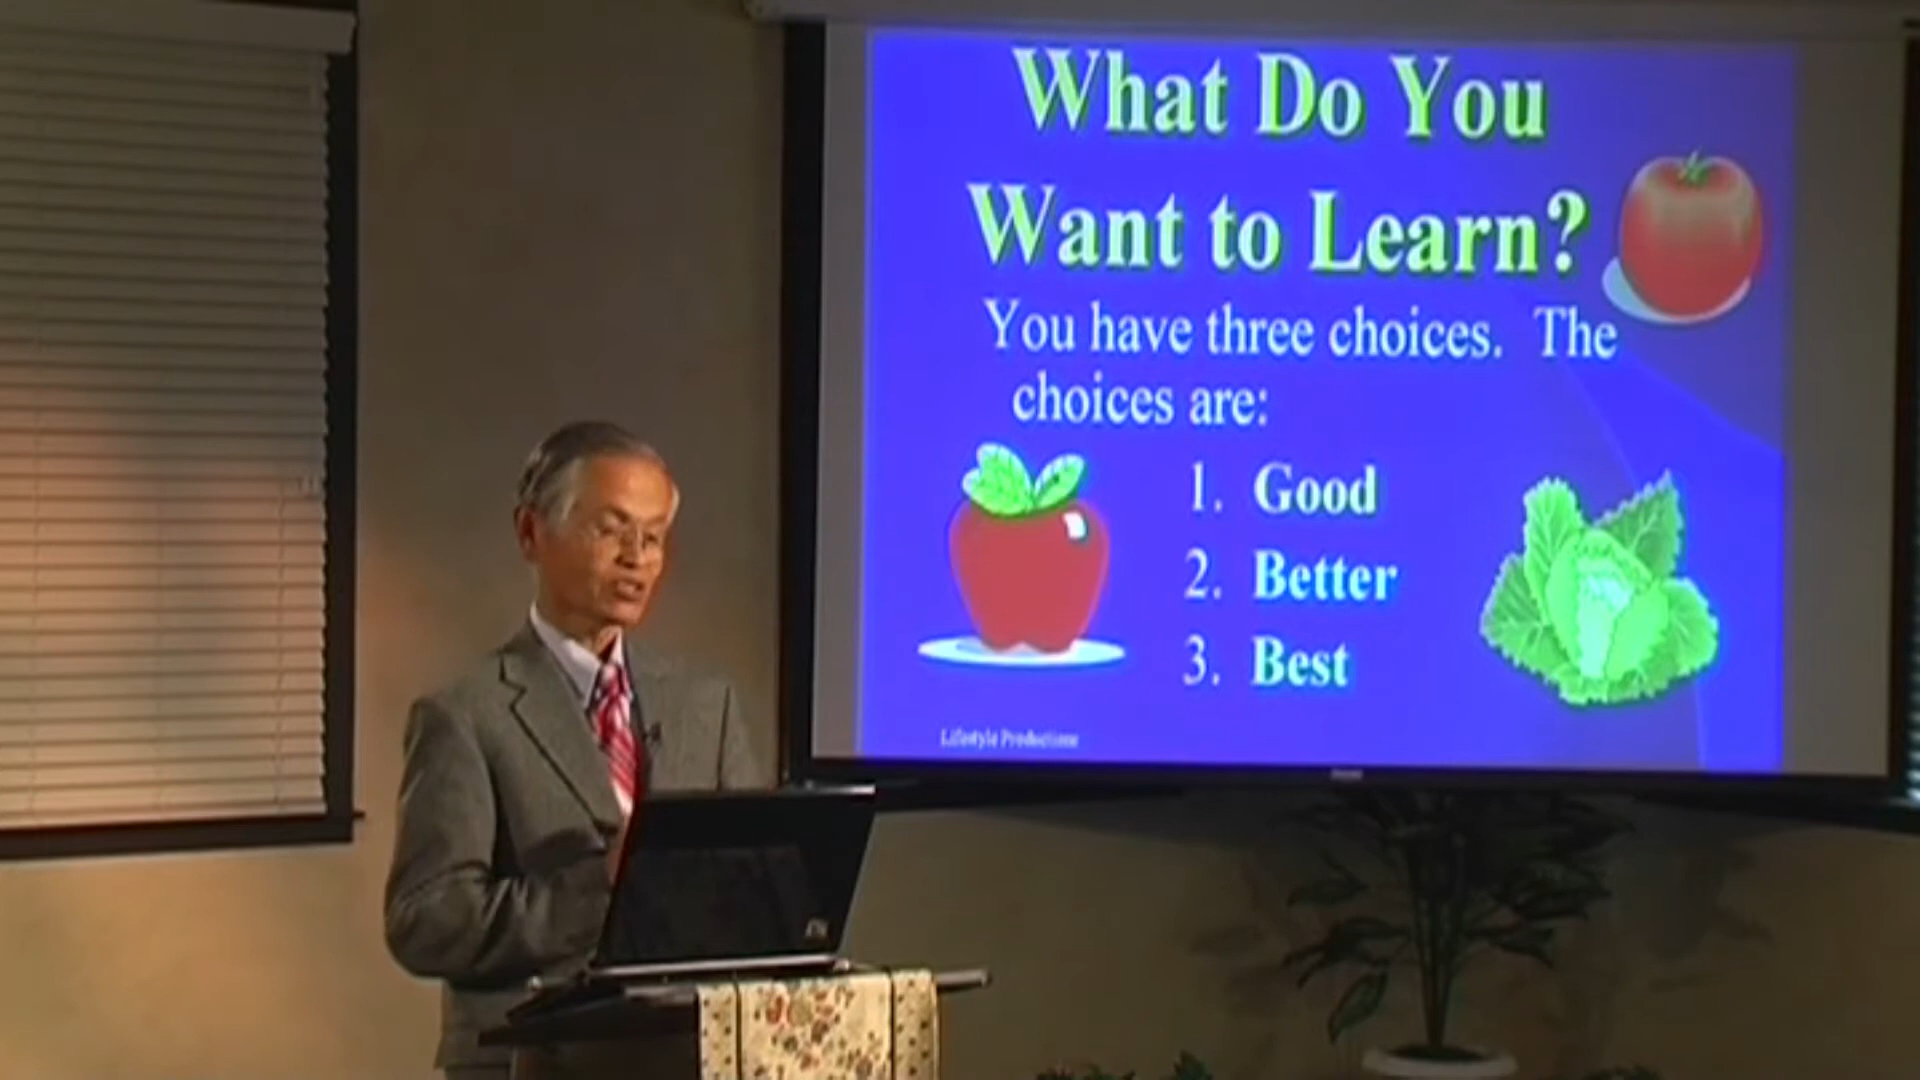 What Do You
Want to Learn?
You have three choices. The
choices are:
1. Good
2. Better
3. Best
Lifestyle Productions